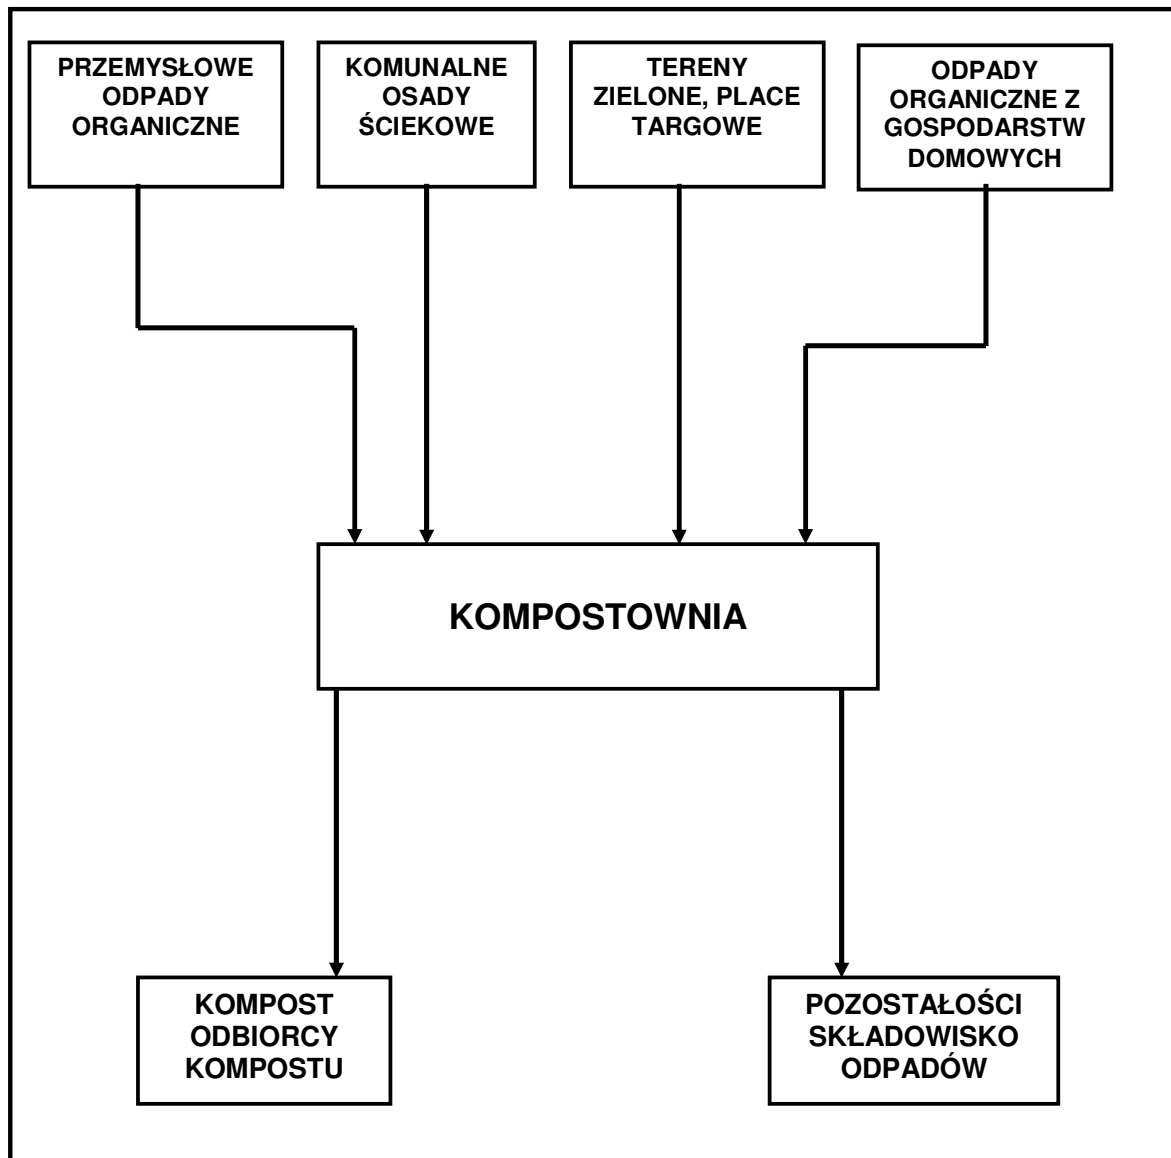 PRZEMYSŁOWE
ODPADY
ORGANICZNE
KOMUNALNE
OSADY
ŚCIEKOWE
TERENY
ZIELONE, PLACE
TARGOWE
ODPADY
ORGANICZNE Z
GOSPODARSTW
DOMOWYCH
KOMPOSTOWNIA
KOMPOST
ODBIORCY
KOMPOSTU
POZOSTAŁOŚCI
SKŁADOWISKO
ODPADÓW